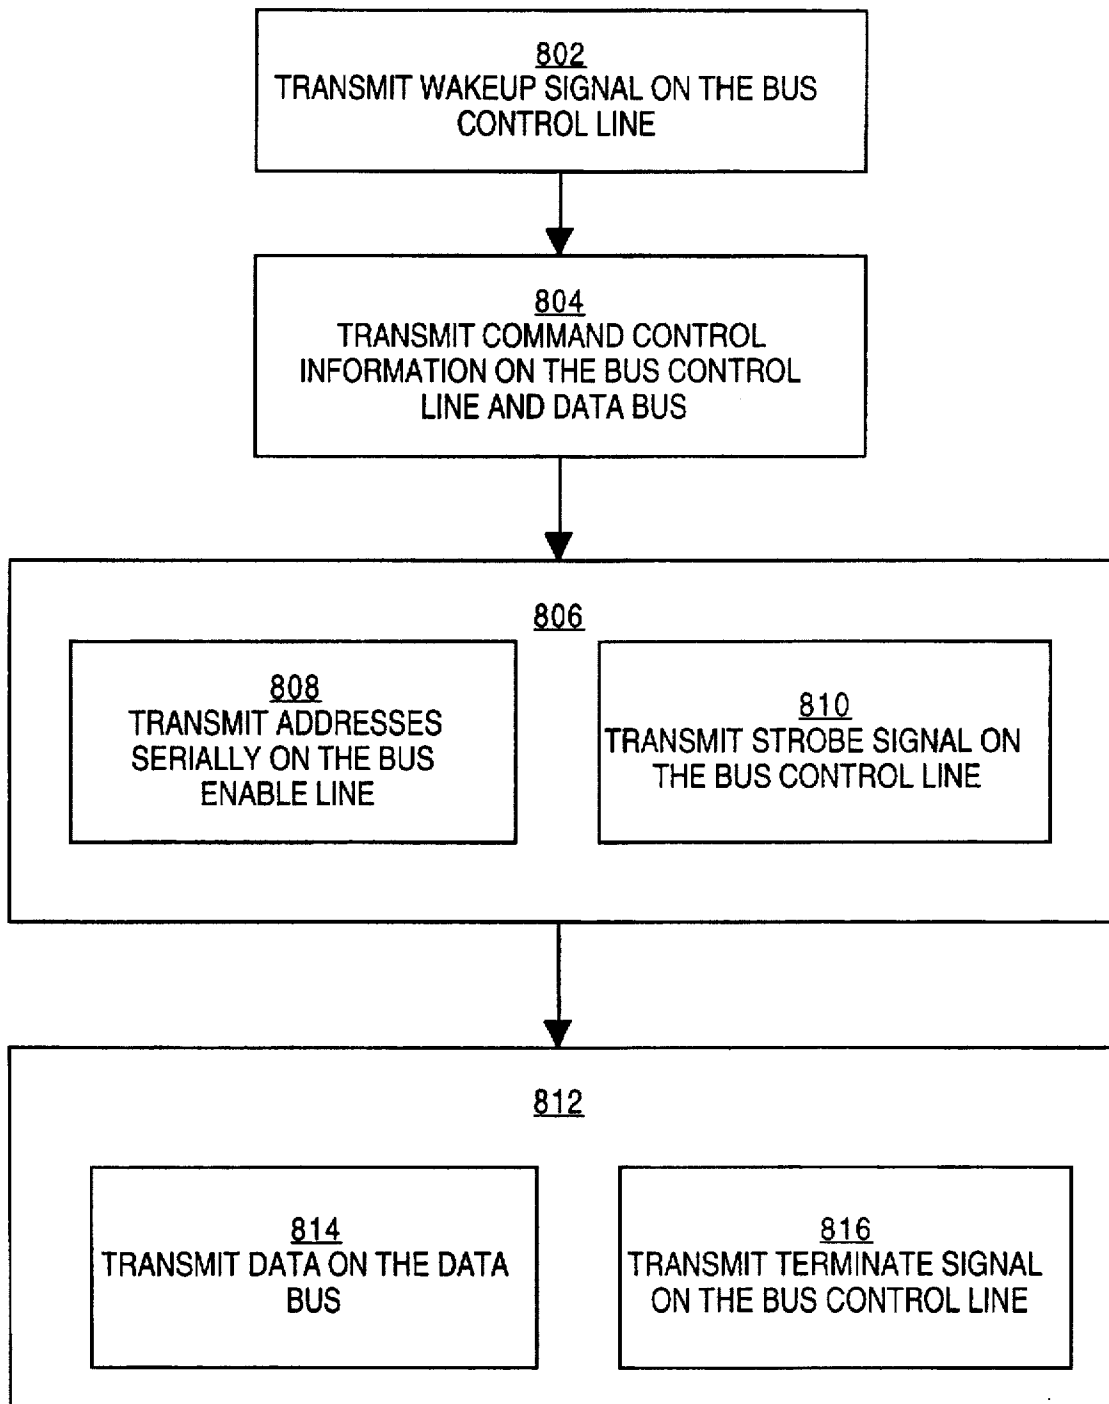 802
TRANSMIT WAKEUP SIGNAL ON THE BUS
CONTROL LINE
804
TRANSMIT COMMAND CONTROL
INFORMATION ON THE BUS CONTROL
LINE AND DATA BUS
806
808
TRANSMIT ADDRESSES
SERIALLY ON THE BUS
ENABLE LINE
810
TRANSMIT STROBE SIGNAL ON
THE BUS CONTROL LINE
812
814
TRANSMIT DATA ON THE DATA
BUS
816
TRANSMIT TERMINATE SIGNAL
ON THE BUS CONTROL LINE